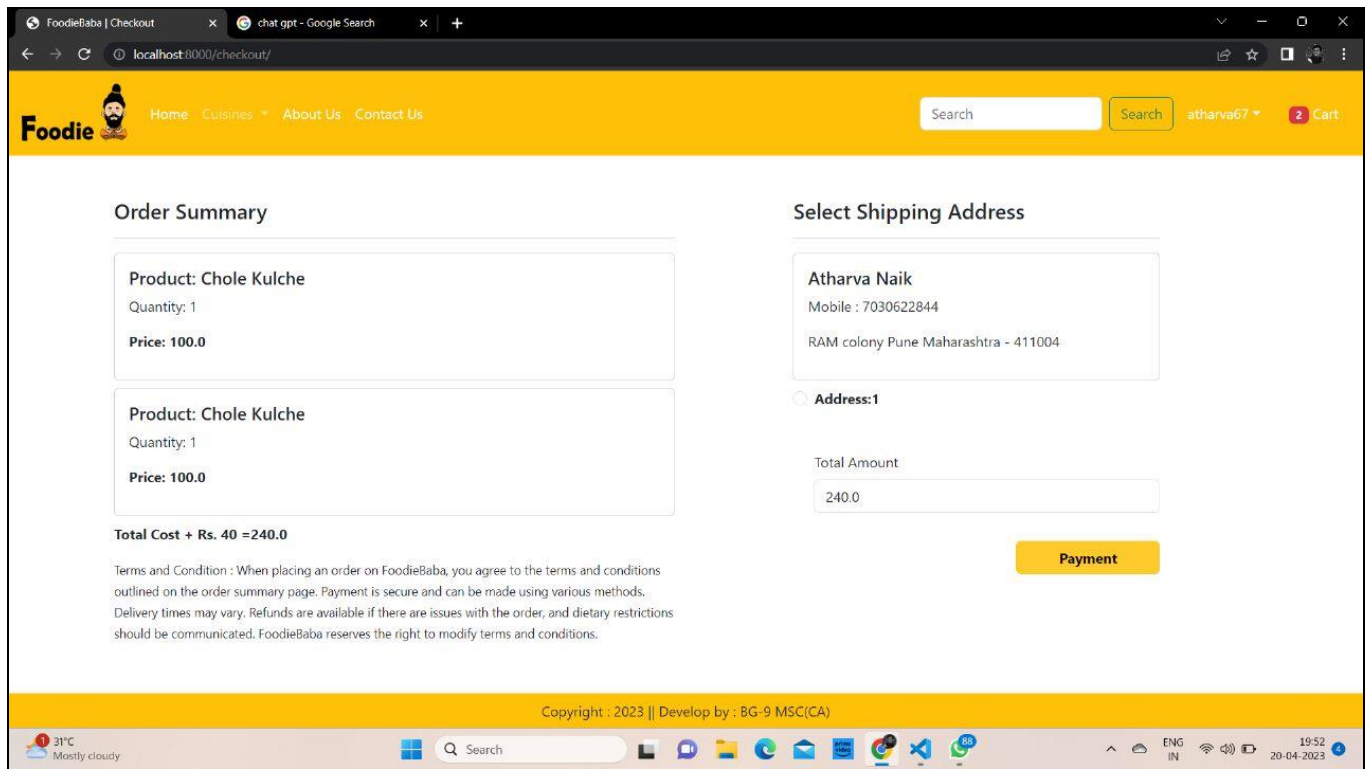 FoodieBaba | Checkout
chat gpt - Google Search
localhost:8000/checkout/
Foodie
Home Cuisines About Us Contact Us
Search
Search
atharva67
2 Cart
Order Summary
Product: Chole Kulche
Quantity: 1
Price: 100.0
Product: Chole Kulche
Quantity: 1
Price: 100.0
Total Cost + Rs. 40 =240.0
Terms and Condition : When placing an order on FoodieBaba, you agree to the terms and conditions
outlined on the order summary page. Payment is secure and can be made using various methods.
Delivery times may vary. Refunds are available if there are issues with the order, and dietary restrictions
should be communicated. FoodieBaba reserves the right to modify terms and conditions.
Select Shipping Address
Atharva Naik
Mobile : 7030622844
RAM colony Pune Maharashtra - 411004
Address:1
Total Amount
240.0
Payment
Copyright : 2023 || Develop by : BG-9 MSC(CA)
1
31°C
Mostly cloudy
Search
prime video
88
ENG
IN
19:52
20-04-2023
4